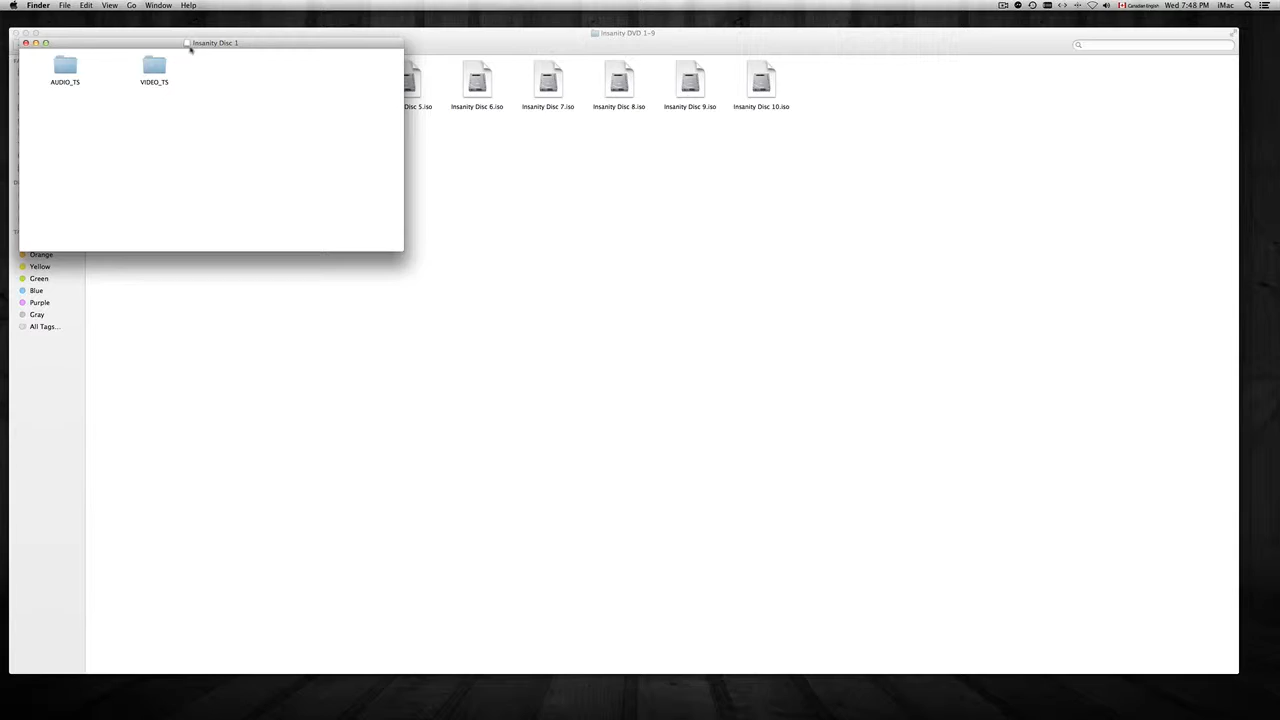 Finder File Edit View Go Window Help
Canadian English Wed 7:48 PM iMac
Insanity DVD 1-9
Insanity Disc 1
AUDIO_TS
VIDEO_TS
Disc 5.iso
Insanity Disc 6.iso
Insanity Disc 7.iso
Insanity Disc 8.iso
Insanity Disc 9.iso
Insanity Disc 10.iso
Orange
Yellow
Green
Blue
Purple
Gray
All Tags...